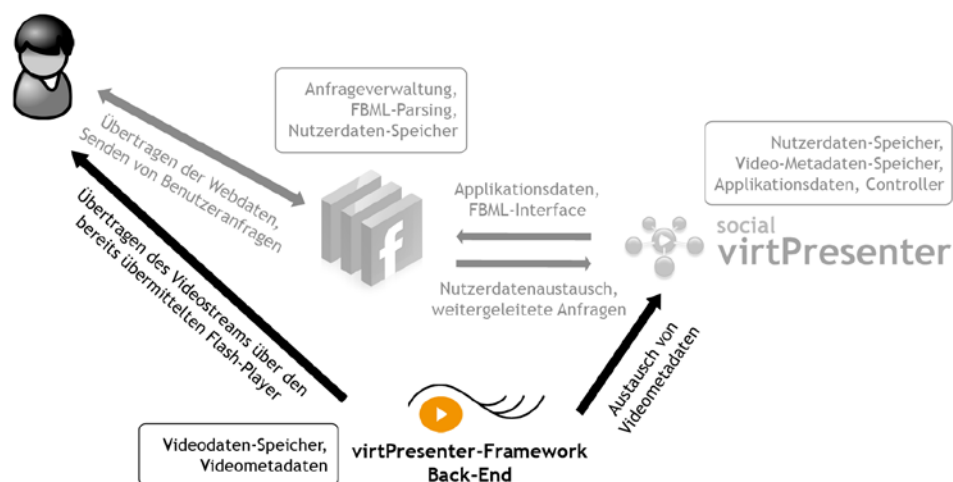 Anfrageverwaltung,
FBML-Parsing,
Nutzerdaten-Speicher
Nutzerdaten-Speicher,
Video-Metadaten-Speicher,
Applikationsdaten, Controller
Übertragen der Webdaten,
Senden von Benutzeranfragen
Applikationsdaten,
FBML-Interface
f
social
virtPresenter
Nutzerdatenaustausch,
weitergeleitete Anfragen
Übertragen des Videostreams über den
bereits übermittelten Flash-Player
Austausch von
Videometadaten
Videodaten-Speicher,
Videometadaten
virtPresenter-Framework
Back-End